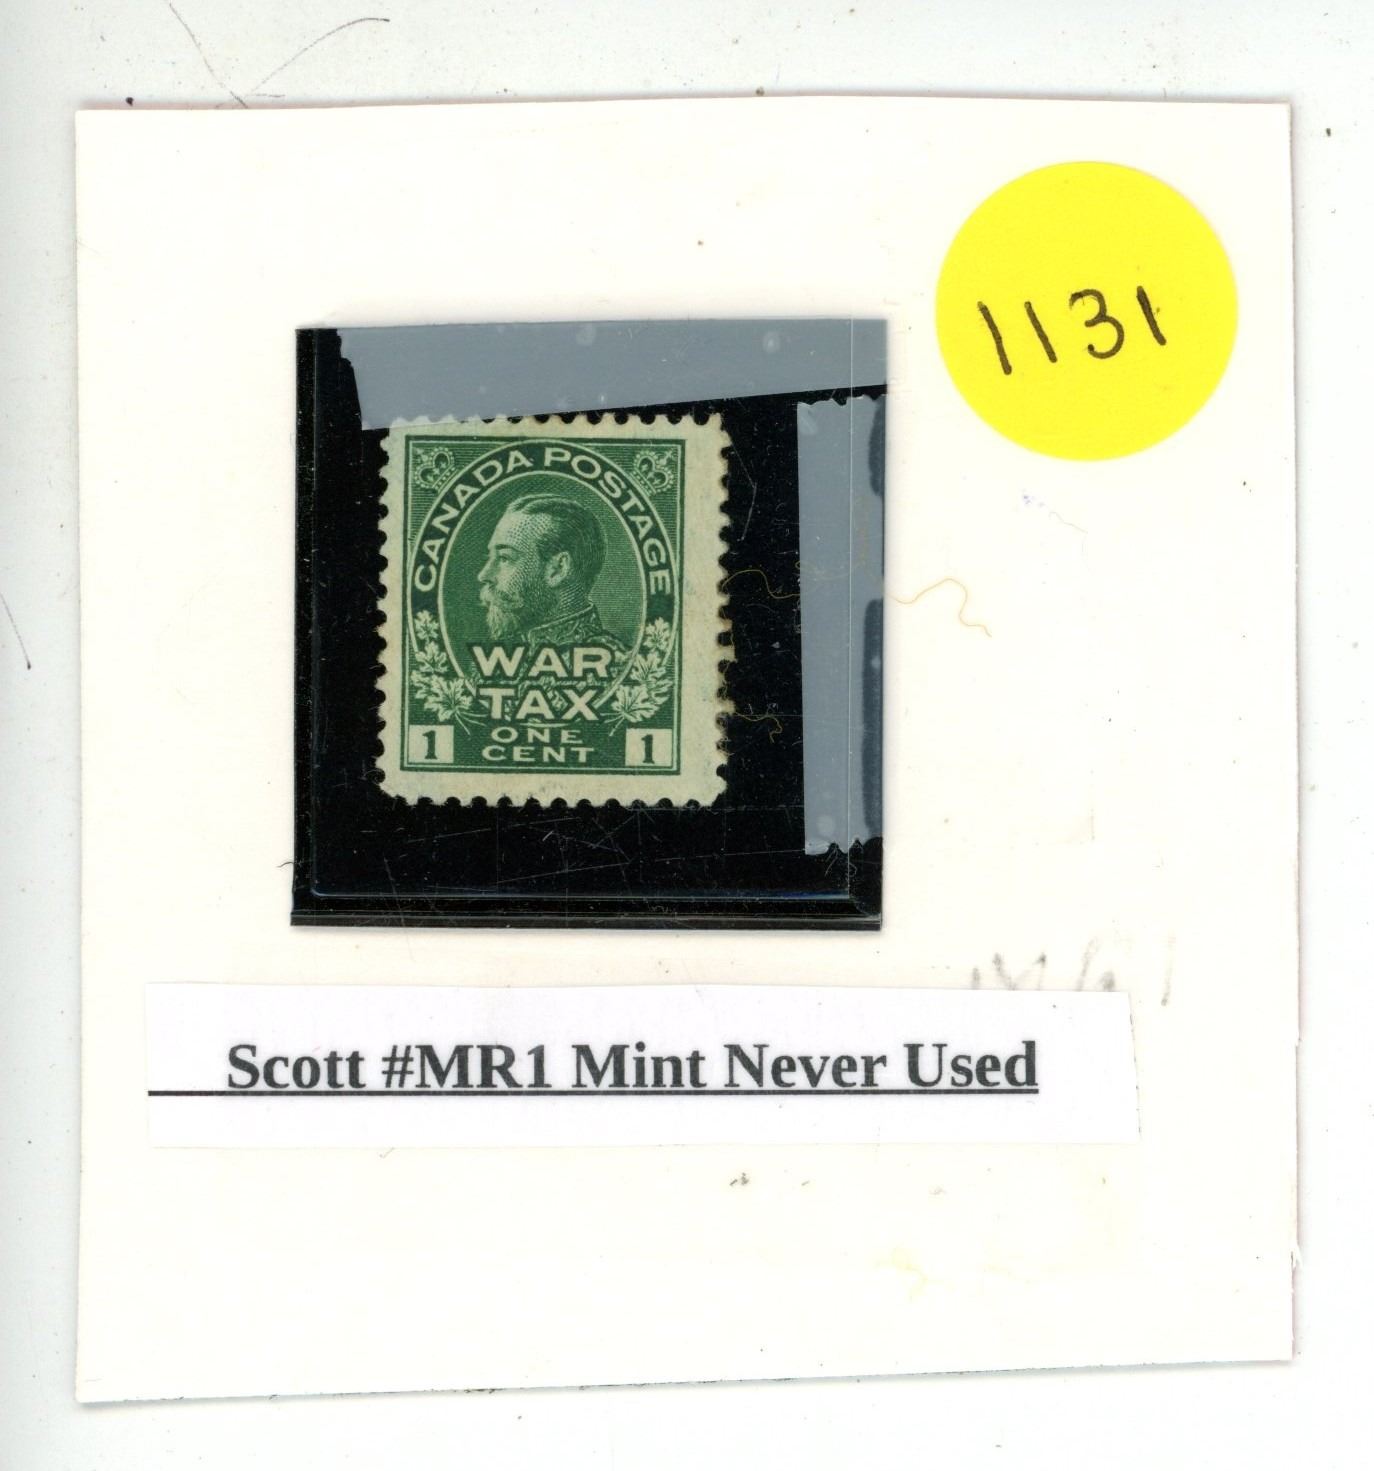 1131
CANADA POSTAGE
WAR
TAX
ONE
CENT
1 1
Scott #MR1 Mint Never Used